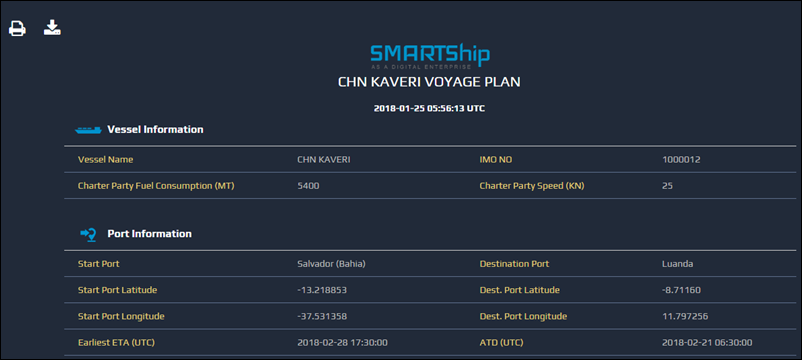 SMARTShip
AS A DIGITAL ENTERPRISE
CHN KAVERI VOYAGE PLAN
2018-01-25 05:56:13 UTC
Vessel Information
Vessel Name CHN KAVERI IMO NO 1000012
Charter Party Fuel Consumption (MT) 5400 Charter Party Speed (KN) 25
Port Information
Start Port Salvador (Bahia) Destination Port Luanda
Start Port Latitude -13.218853 Dest. Port Latitude -8.71160
Start Port Longitude -37.531358 Dest. Port Longitude 11.797256
Earliest ETA (UTC) 2018-02-28 17:30:00 ATD (UTC) 2018-02-21 06:30:00